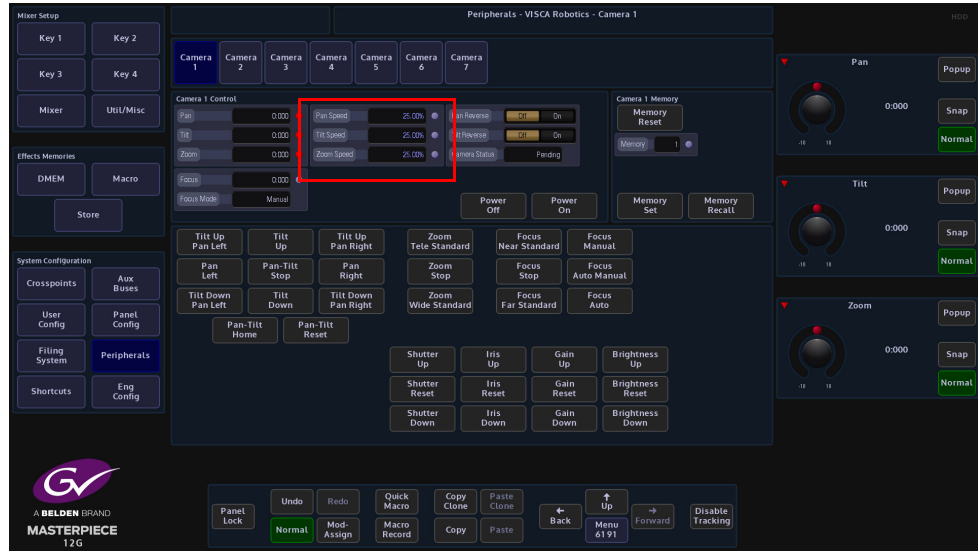 Mixer Setup
Key 1
Key 2
Key 3
Key 4
Mixer
Util/Misc
Effects Memories
DMEM
Macro
Store
System Configuration
Crosspoints
Aux
Buses
User
Config
Panel
Config
Filing
System
Peripherals
Shortcuts
Eng
Config
GV
A BELDEN BRAND
MASTERPIECE
12G
Peripherals - VISCA Robotics - Camera 1
Camera
1
Camera
2
Camera
3
Camera
4
Camera
5
Camera
6
Camera
7
Camera 1 Control
Pan 0:000
Tilt 0:000
Zoom 0:000
Focus 0:000
Focus Mode Manual
Pan Speed 25.00%
Tilt Speed 25.00%
Zoom Speed 25.00%
Pan Reverse Off On
Tilt Reverse Off On
Camera Status Pending
Power
Off
Power
On
Camera 1 Memory
Memory
Reset
Memory 1
Memory
Set
Memory
Recall
Tilt Up
Pan Left
Tilt
Up
Tilt Up
Pan Right
Zoom
Tele Standard
Focus
Near Standard
Focus
Manual
Pan
Left
Pan-Tilt
Stop
Pan
Right
Zoom
Stop
Focus
Stop
Focus
Auto Manual
Tilt Down
Pan Left
Tilt
Down
Tilt Down
Pan Right
Zoom
Wide Standard
Focus
Far Standard
Focus
Auto
Pan-Tilt
Home
Pan-Tilt
Reset
Shutter
Up
Iris
Up
Gain
Up
Brightness
Up
Shutter
Reset
Iris
Reset
Gain
Reset
Brightness
Reset
Shutter
Down
Iris
Down
Gain
Down
Brightness
Down
HDD
Pan
0:000
-18 18
Popup
Snap
Normal
Tilt
0:000
-18 18
Popup
Snap
Normal
Zoom
0:000
-18 18
Popup
Snap
Normal
Panel
Lock
Undo
Redo
Normal
Mod-
Assign
Quick
Macro
Macro
Record
Copy
Clone
Paste
Clone
Copy
Paste
←
Back
↑
Up
Menu
6191
→
Forward
Disable
Tracking